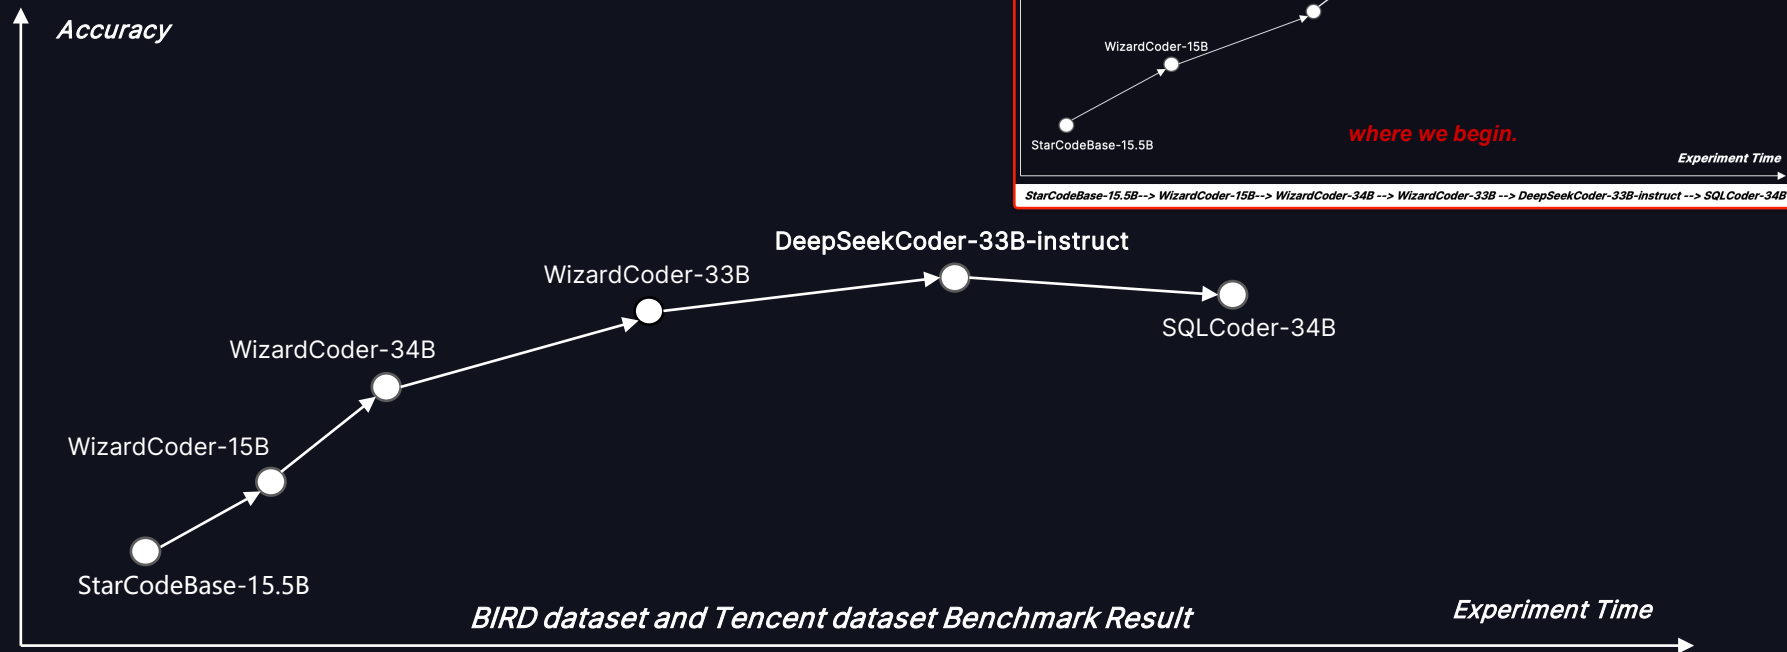 Accuracy
WizardCoder-15B
StarCodeBase-15.5B
where we begin.
Experiment Time
StarCodeBase-15.5B--> WizardCoder-15B--> WizardCoder-34B --> WizardCoder-33B --> DeepSeekCoder-33B-instruct --> SQLCoder-34B
DeepSeekCoder-33B-instruct
WizardCoder-33B
SQLCoder-34B
WizardCoder-34B
WizardCoder-15B
StarCodeBase-15.5B
BIRD dataset and Tencent dataset Benchmark Result
Experiment Time